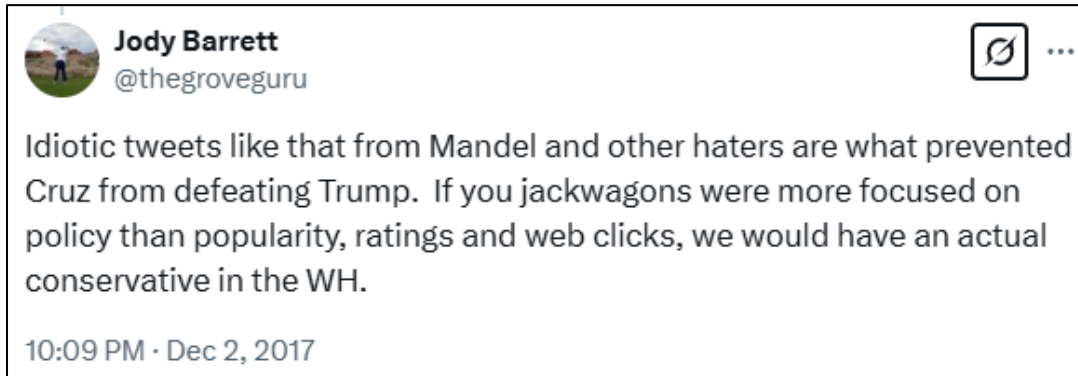 Jody Barrett
@thegroveguru
Idiotic tweets like that from Mandel and other haters are what prevented
Cruz from defeating Trump.  If you jackwagons were more focused on
policy than popularity, ratings and web clicks, we would have an actual
conservative in the WH.
10:09 PM · Dec 2, 2017